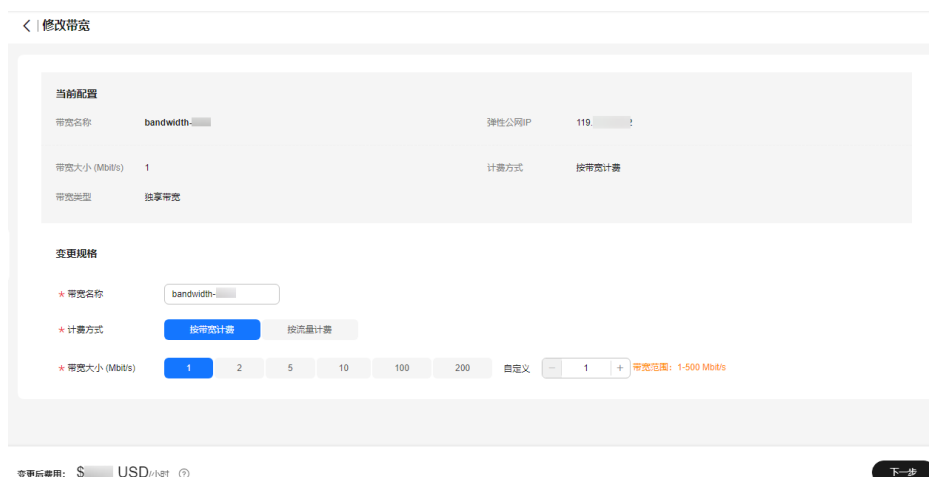 修改带宽
当前配置
带宽名称 bandwidth- 弹性公网IP 119.
带宽大小 (Mbit/s) 1 计费方式 按带宽计费
带宽类型 独享带宽
变更规格
* 带宽名称 bandwidth-
* 计费方式 按带宽计费 按流量计费
* 带宽大小 (Mbit/s) 1 2 5 10 100 200 自定义 - 1 + 带宽范围：1-500 Mbit/s
变更后费用： $ USD/小时 ? 下一步